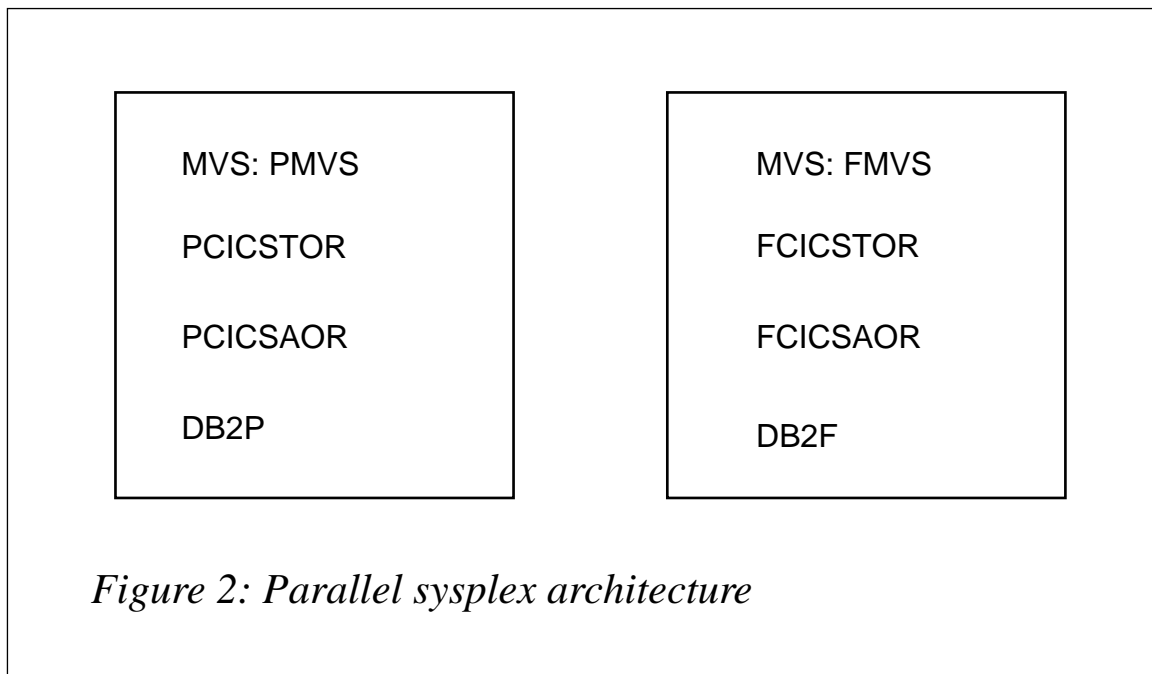 MVS: PMVS
PCICSTOR
PCICSAOR
DB2P
MVS: FMVS
FCICSTOR
FCICSAOR
DB2F
Figure 2: Parallel sysplex architecture